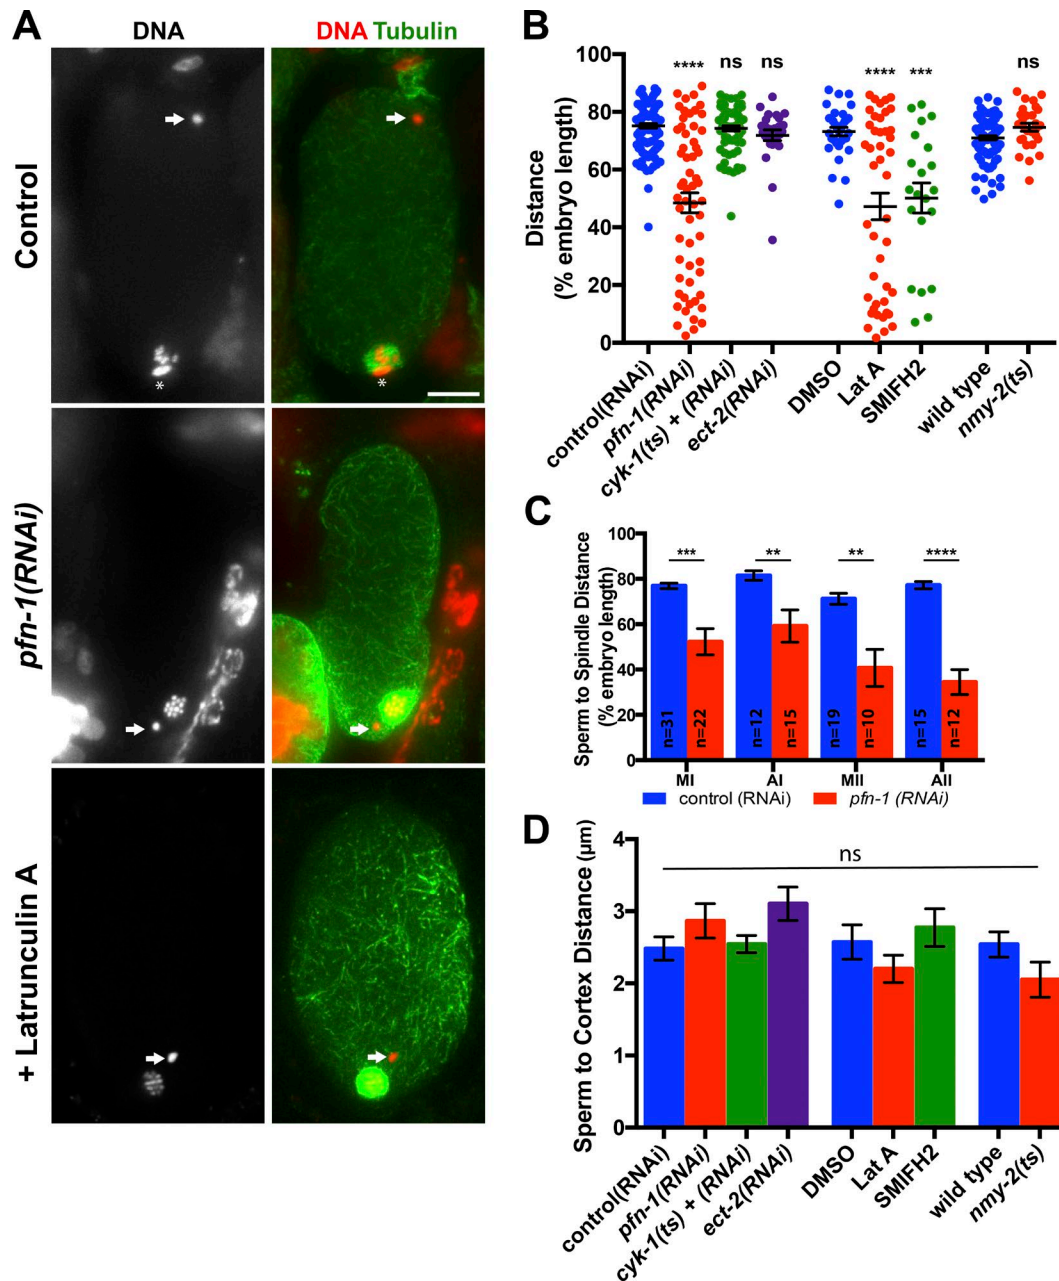 A
DNA
DNA Tubulin
Control
*
*
pfn-1(RNAi)
+ Latrunculin A
B
Distance
(% embryo length)
100
80
60
40
20
0
****
ns
ns
****
***
ns
control(RNAi)
pfn-1(RNAi)
cyk-1(ts) + (RNAi)
ect-2(RNAi)
DMSO
Lat A
SMIFH2
wild type
nmy-2(ts)
C
Sperm to Spindle Distance
(% embryo length)
100
80
60
40
20
0
***
**
**
****
n=31
n=22
n=12
n=15
n=19
n=10
n=15
n=12
MI
AI
MII
AII
control (RNAi)
pfn-1 (RNAi)
D
Sperm to Cortex Distance (µm)
4
3
2
1
0
ns
control(RNAi)
pfn-1(RNAi)
cyk-1(ts) + (RNAi)
ect-2(RNAi)
DMSO
Lat A
SMIFH2
wild type
nmy-2(ts)